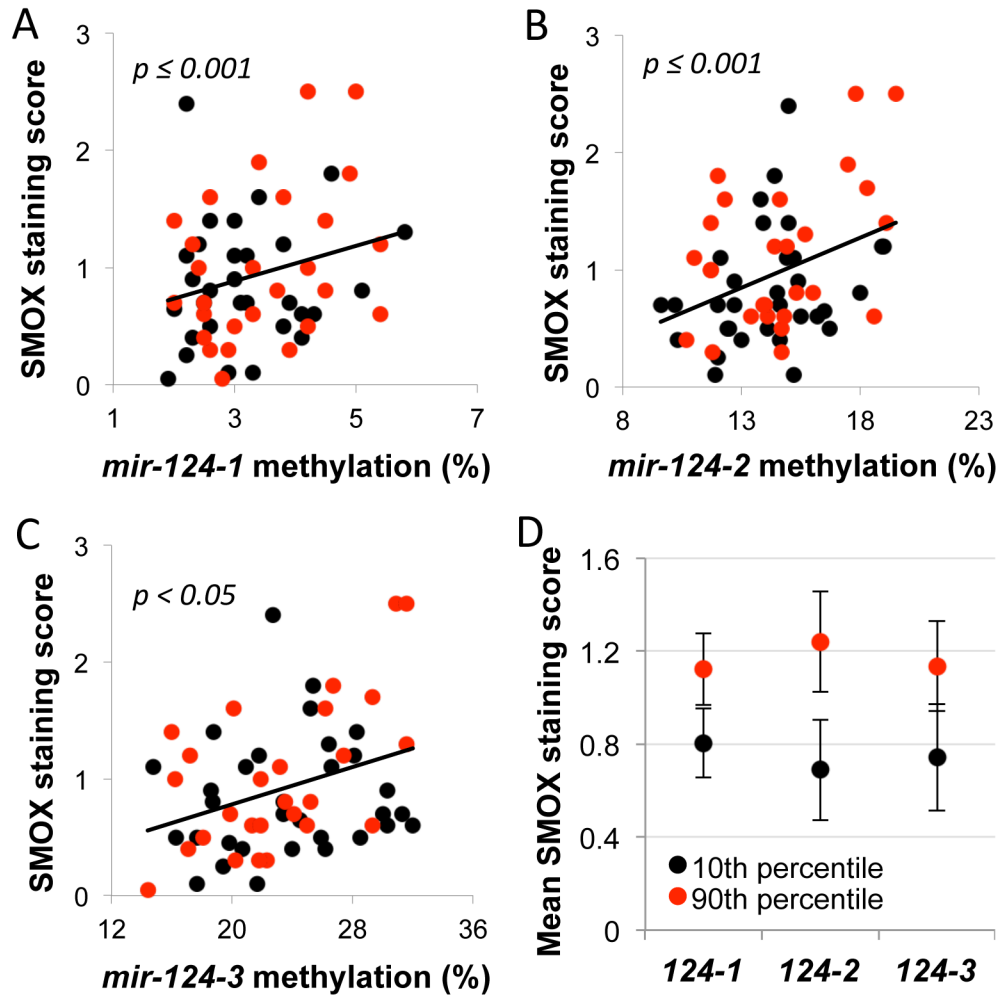 A
p ≤ 0.001
SMOX staining score
3
2
1
0
1 3 5 7
mir-124-1 methylation (%)
B
p ≤ 0.001
SMOX staining score
3
2
1
0
8 13 18 23
mir-124-2 methylation (%)
C
p < 0.05
SMOX staining score
3
2
1
0
12 20 28 36
mir-124-3 methylation (%)
D
Mean SMOX staining score
1.6
1.2
0.8
0.4
0
10th percentile
90th percentile
124-1 124-2 124-3